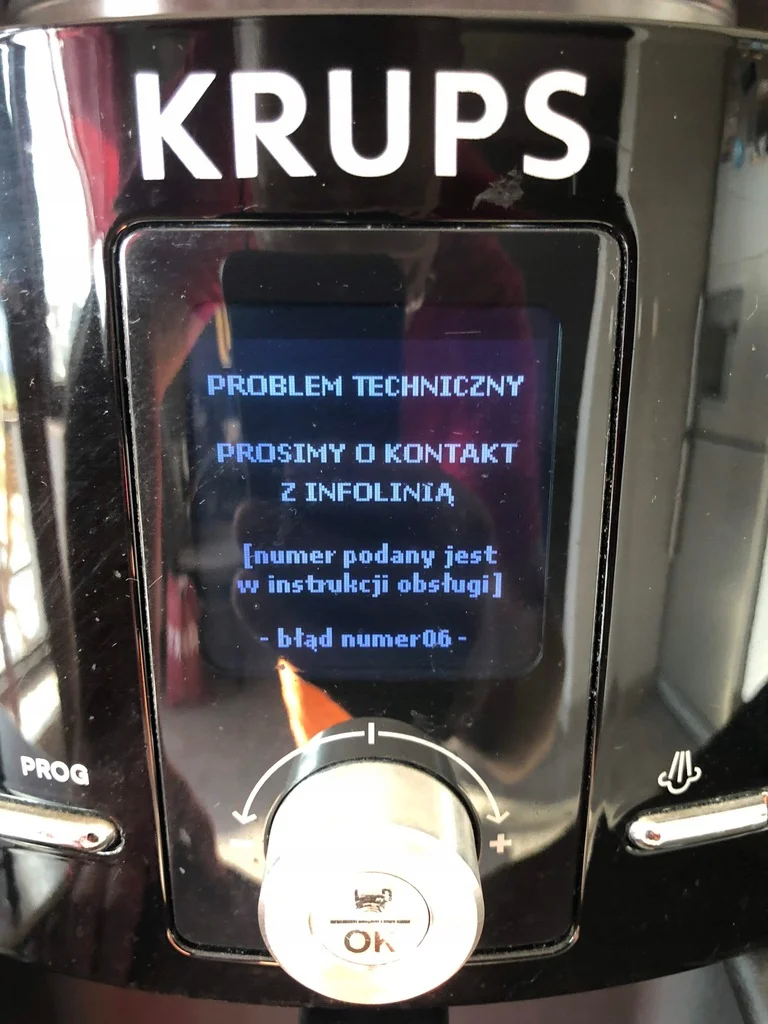 KRUPS
PROBLEM TECHNICZNY
PROSIMY O KONTAKT
Z INFOLINIĄ
[numer podany jest
w instrukcji obsługi]
- błąd numer06 -
PROG
- +
OK